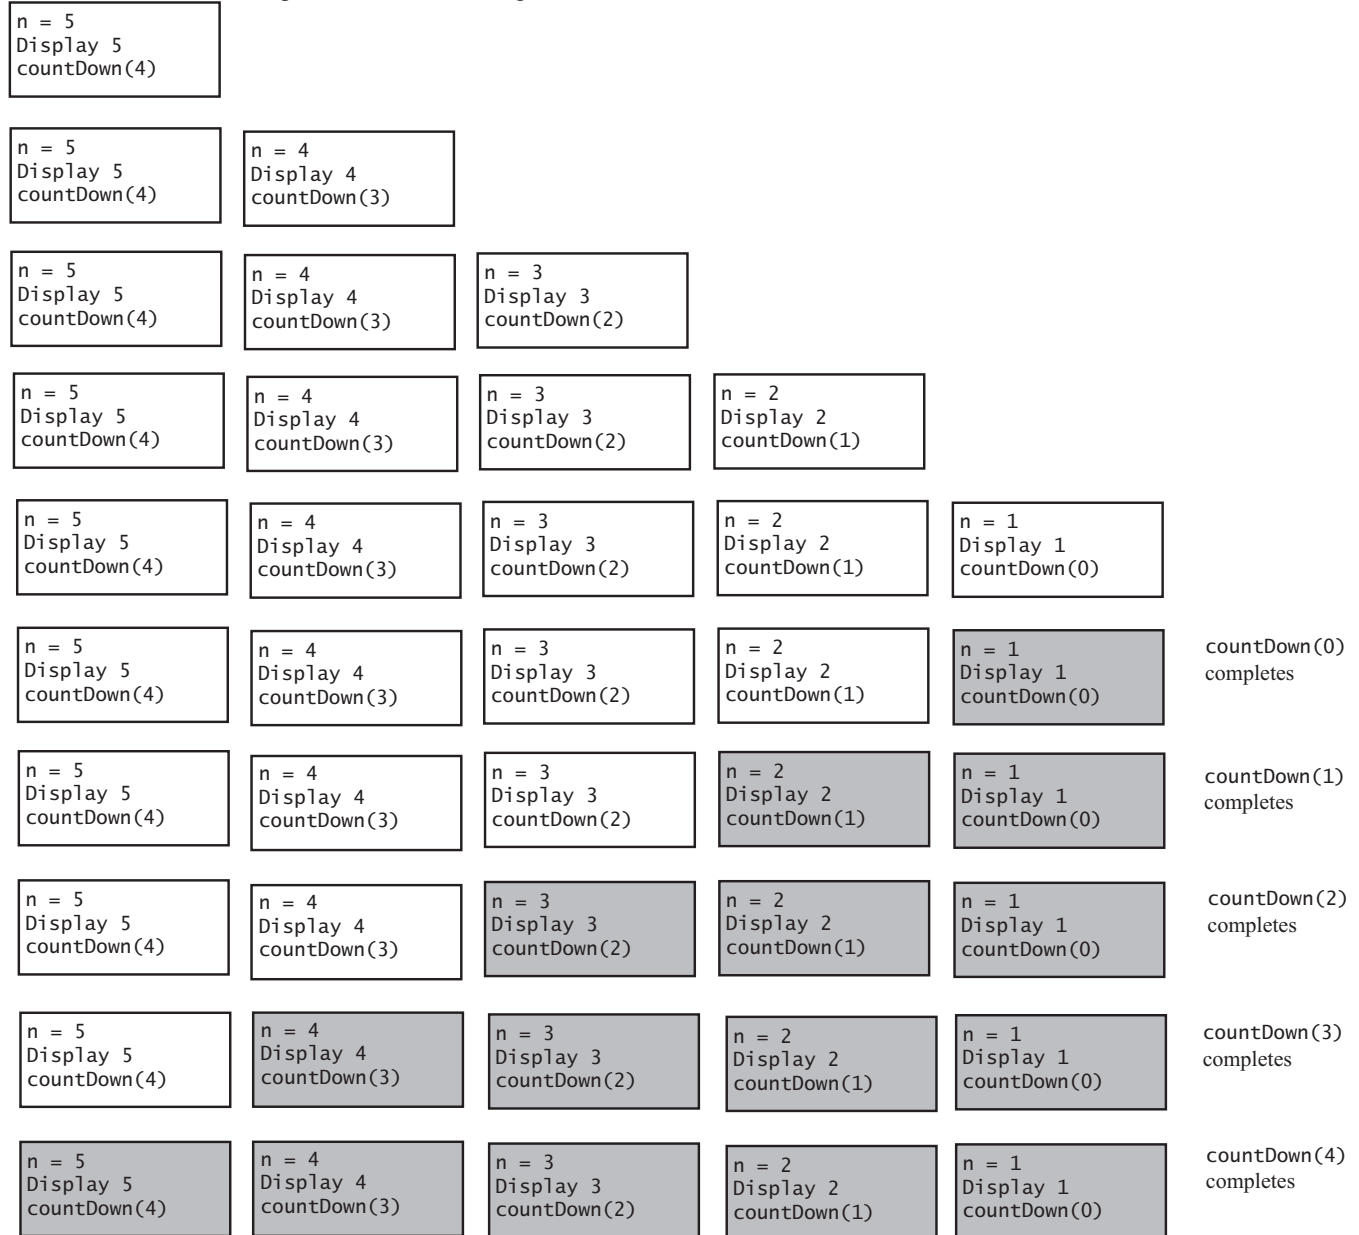 n = 5
Display 5
countDown(4)
n = 5
Display 5
countDown(4)
n = 4
Display 4
countDown(3)
n = 5
Display 5
countDown(4)
n = 4
Display 4
countDown(3)
n = 3
Display 3
countDown(2)
n = 5
Display 5
countDown(4)
n = 4
Display 4
countDown(3)
n = 3
Display 3
countDown(2)
n = 2
Display 2
countDown(1)
n = 5
Display 5
countDown(4)
n = 4
Display 4
countDown(3)
n = 3
Display 3
countDown(2)
n = 2
Display 2
countDown(1)
n = 1
Display 1
countDown(0)
n = 5
Display 5
countDown(4)
n = 4
Display 4
countDown(3)
n = 3
Display 3
countDown(2)
n = 2
Display 2
countDown(1)
n = 1
Display 1
countDown(0)
countDown(0)
completes
n = 5
Display 5
countDown(4)
n = 4
Display 4
countDown(3)
n = 3
Display 3
countDown(2)
n = 2
Display 2
countDown(1)
n = 1
Display 1
countDown(0)
countDown(1)
completes
n = 5
Display 5
countDown(4)
n = 4
Display 4
countDown(3)
n = 3
Display 3
countDown(2)
n = 2
Display 2
countDown(1)
n = 1
Display 1
countDown(0)
countDown(2)
completes
n = 5
Display 5
countDown(4)
n = 4
Display 4
countDown(3)
n = 3
Display 3
countDown(2)
n = 2
Display 2
countDown(1)
n = 1
Display 1
countDown(0)
countDown(3)
completes
n = 5
Display 5
countDown(4)
n = 4
Display 4
countDown(3)
n = 3
Display 3
countDown(2)
n = 2
Display 2
countDown(1)
n = 1
Display 1
countDown(0)
countDown(4)
completes